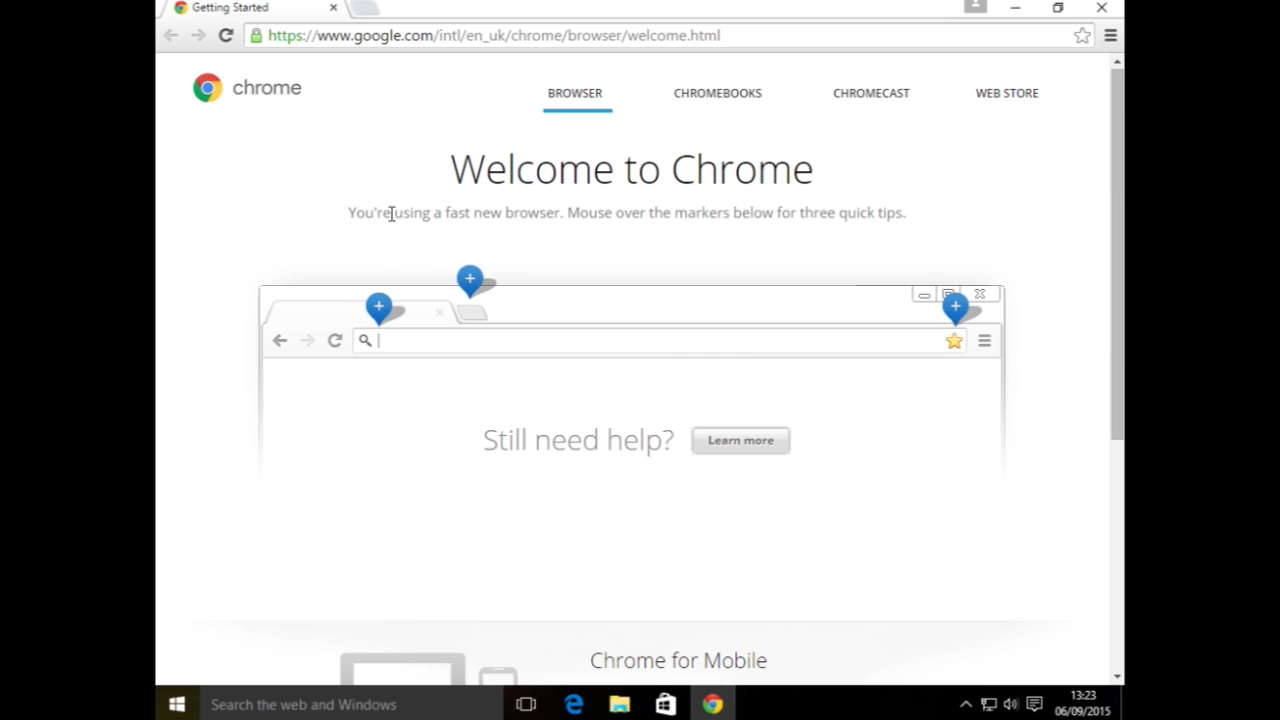 Getting Started
https://www.google.com/intl/en_uk/chrome/browser/welcome.html
chrome
BROWSER CHROMEBOOKS CHROMECAST WEB STORE
Welcome to Chrome
You're using a fast new browser. Mouse over the markers below for three quick tips.
Still need help? Learn more
Chrome for Mobile
Search the web and Windows
13:23
06/09/2015